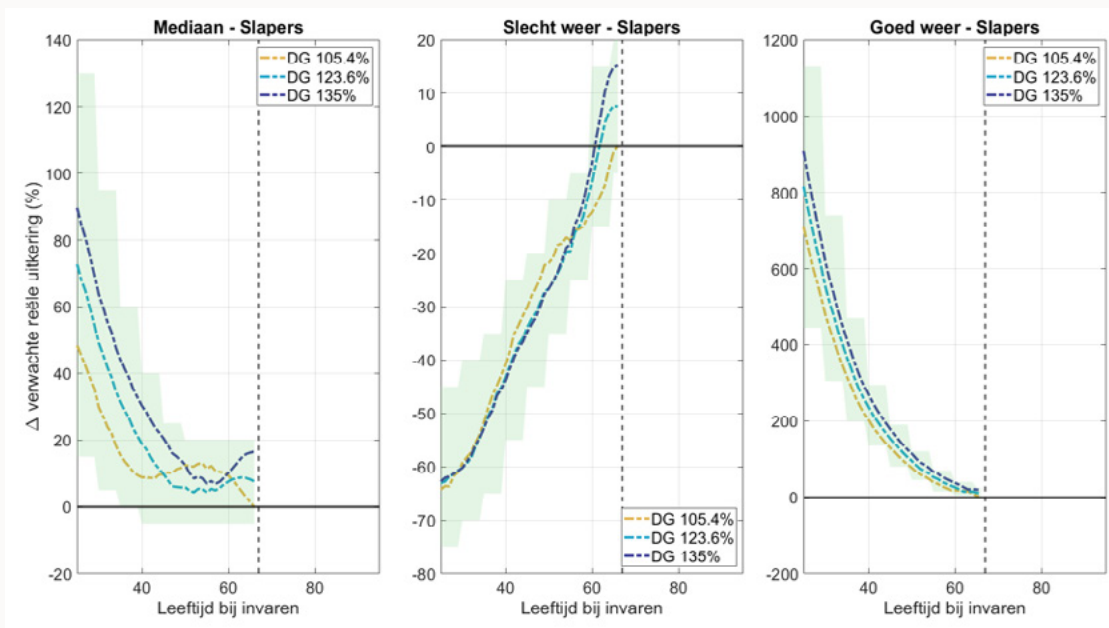 Mediaan - Slapers
140
120
100
80
60
40
20
0
-20
40
60
80
Δ verwachte reële uitkering (%)
Leeftijd bij invaren
DG 105.4%
DG 123.6%
DG 135%
Slecht weer - Slapers
20
10
0
-10
-20
-30
-40
-50
-60
-70
-80
40
60
80
Leeftijd bij invaren
DG 105.4%
DG 123.6%
DG 135%
Goed weer - Slapers
1200
1000
800
600
400
200
0
-200
40
60
80
Leeftijd bij invaren
DG 105.4%
DG 123.6%
DG 135%